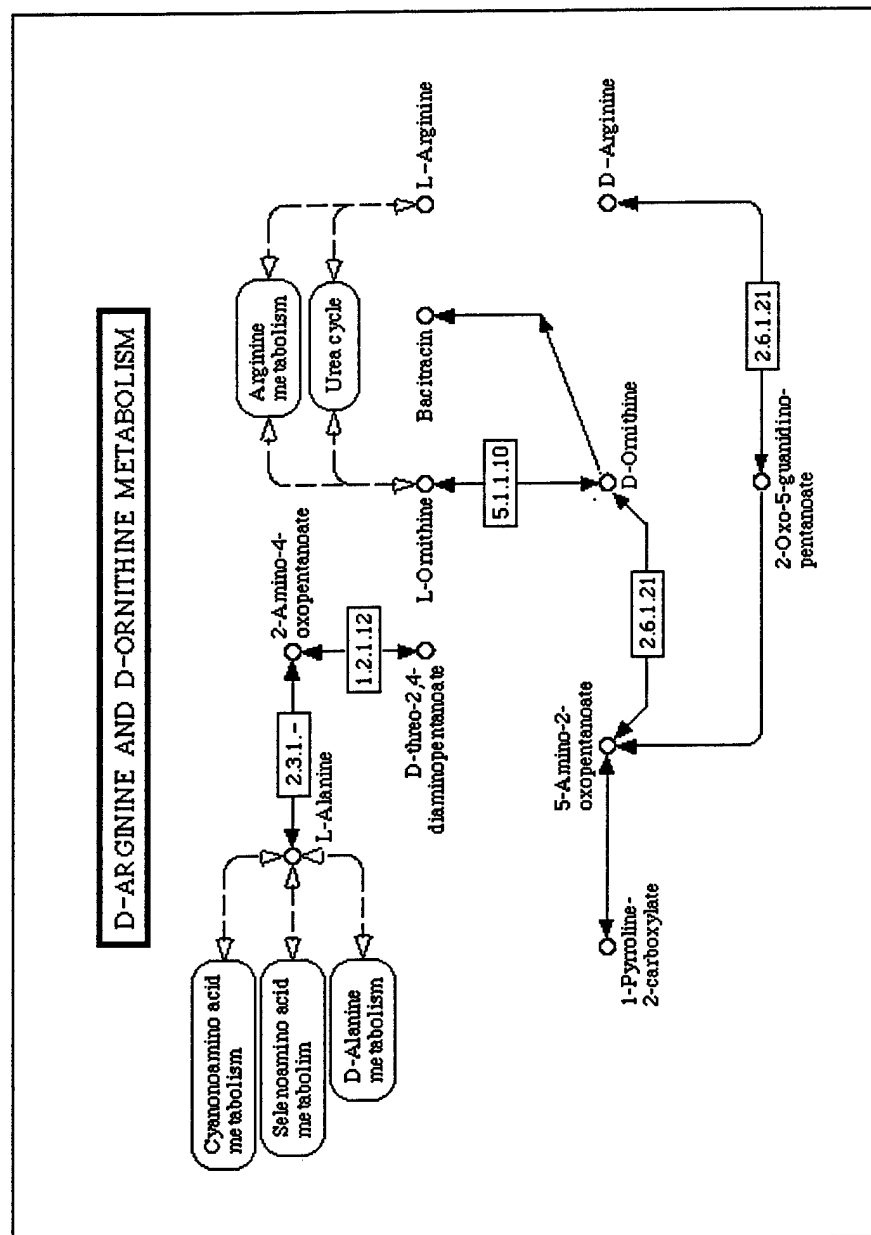 D-ARGININE AND D-ORNITHINE METABOLISM
Cyanonoamino acid
metabolism
Selenoamino acid
metabolim
D-Alanine
metabolism
L-Alanine
2.3.1.-
2-Amino-4-
oxopentanoate
1.2.1.12
D-threo-2,4-
diaminopentanoate
Arginine
metabolism
Urea cycle
L-Ornithine
Bacitracin
L-Arginine
5.1.1.10
D-Ornithine
D-Arginine
2.6.1.21
5-Amino-2-
oxopentanoate
1-Pyrroline-
2-carboxylate
2.6.1.21
2-Oxo-5-guanidino-
pentanoate